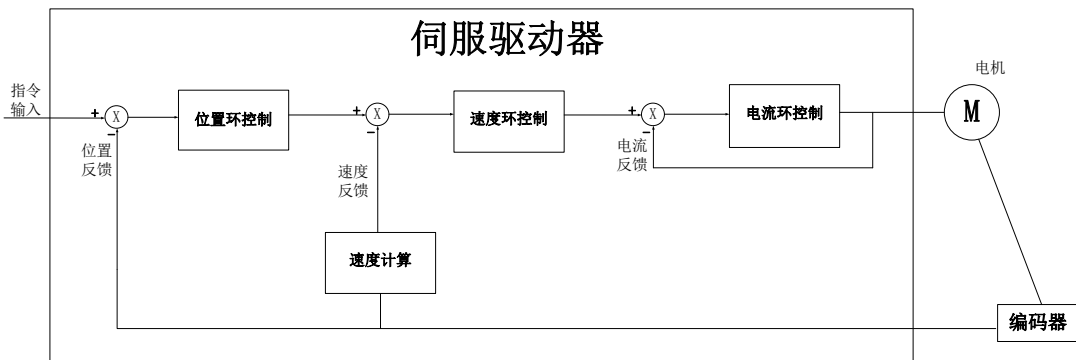 伺服驱动器
电机
指令
输入
+
X
-
位置
反馈
位置环控制
+
X
-
速度
反馈
速度环控制
+
X
-
电流
反馈
电流环控制
M
速度计算
编码器